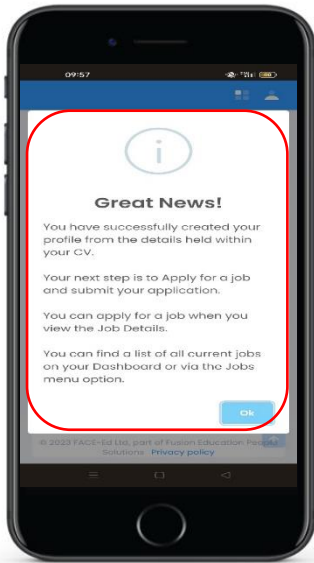 09:57
Great News!
You have successfully created your
profile from the details held within
your CV.
Your next step is to Apply for a job
and submit your application.
You can apply for a job when you
view the Job Details.
You can find a list of all current jobs
on your Dashboard or via the Jobs
menu option.
Ok
© 2023 FACE-Ed Ltd, part of Fusion Education People
Solutions Privacy policy